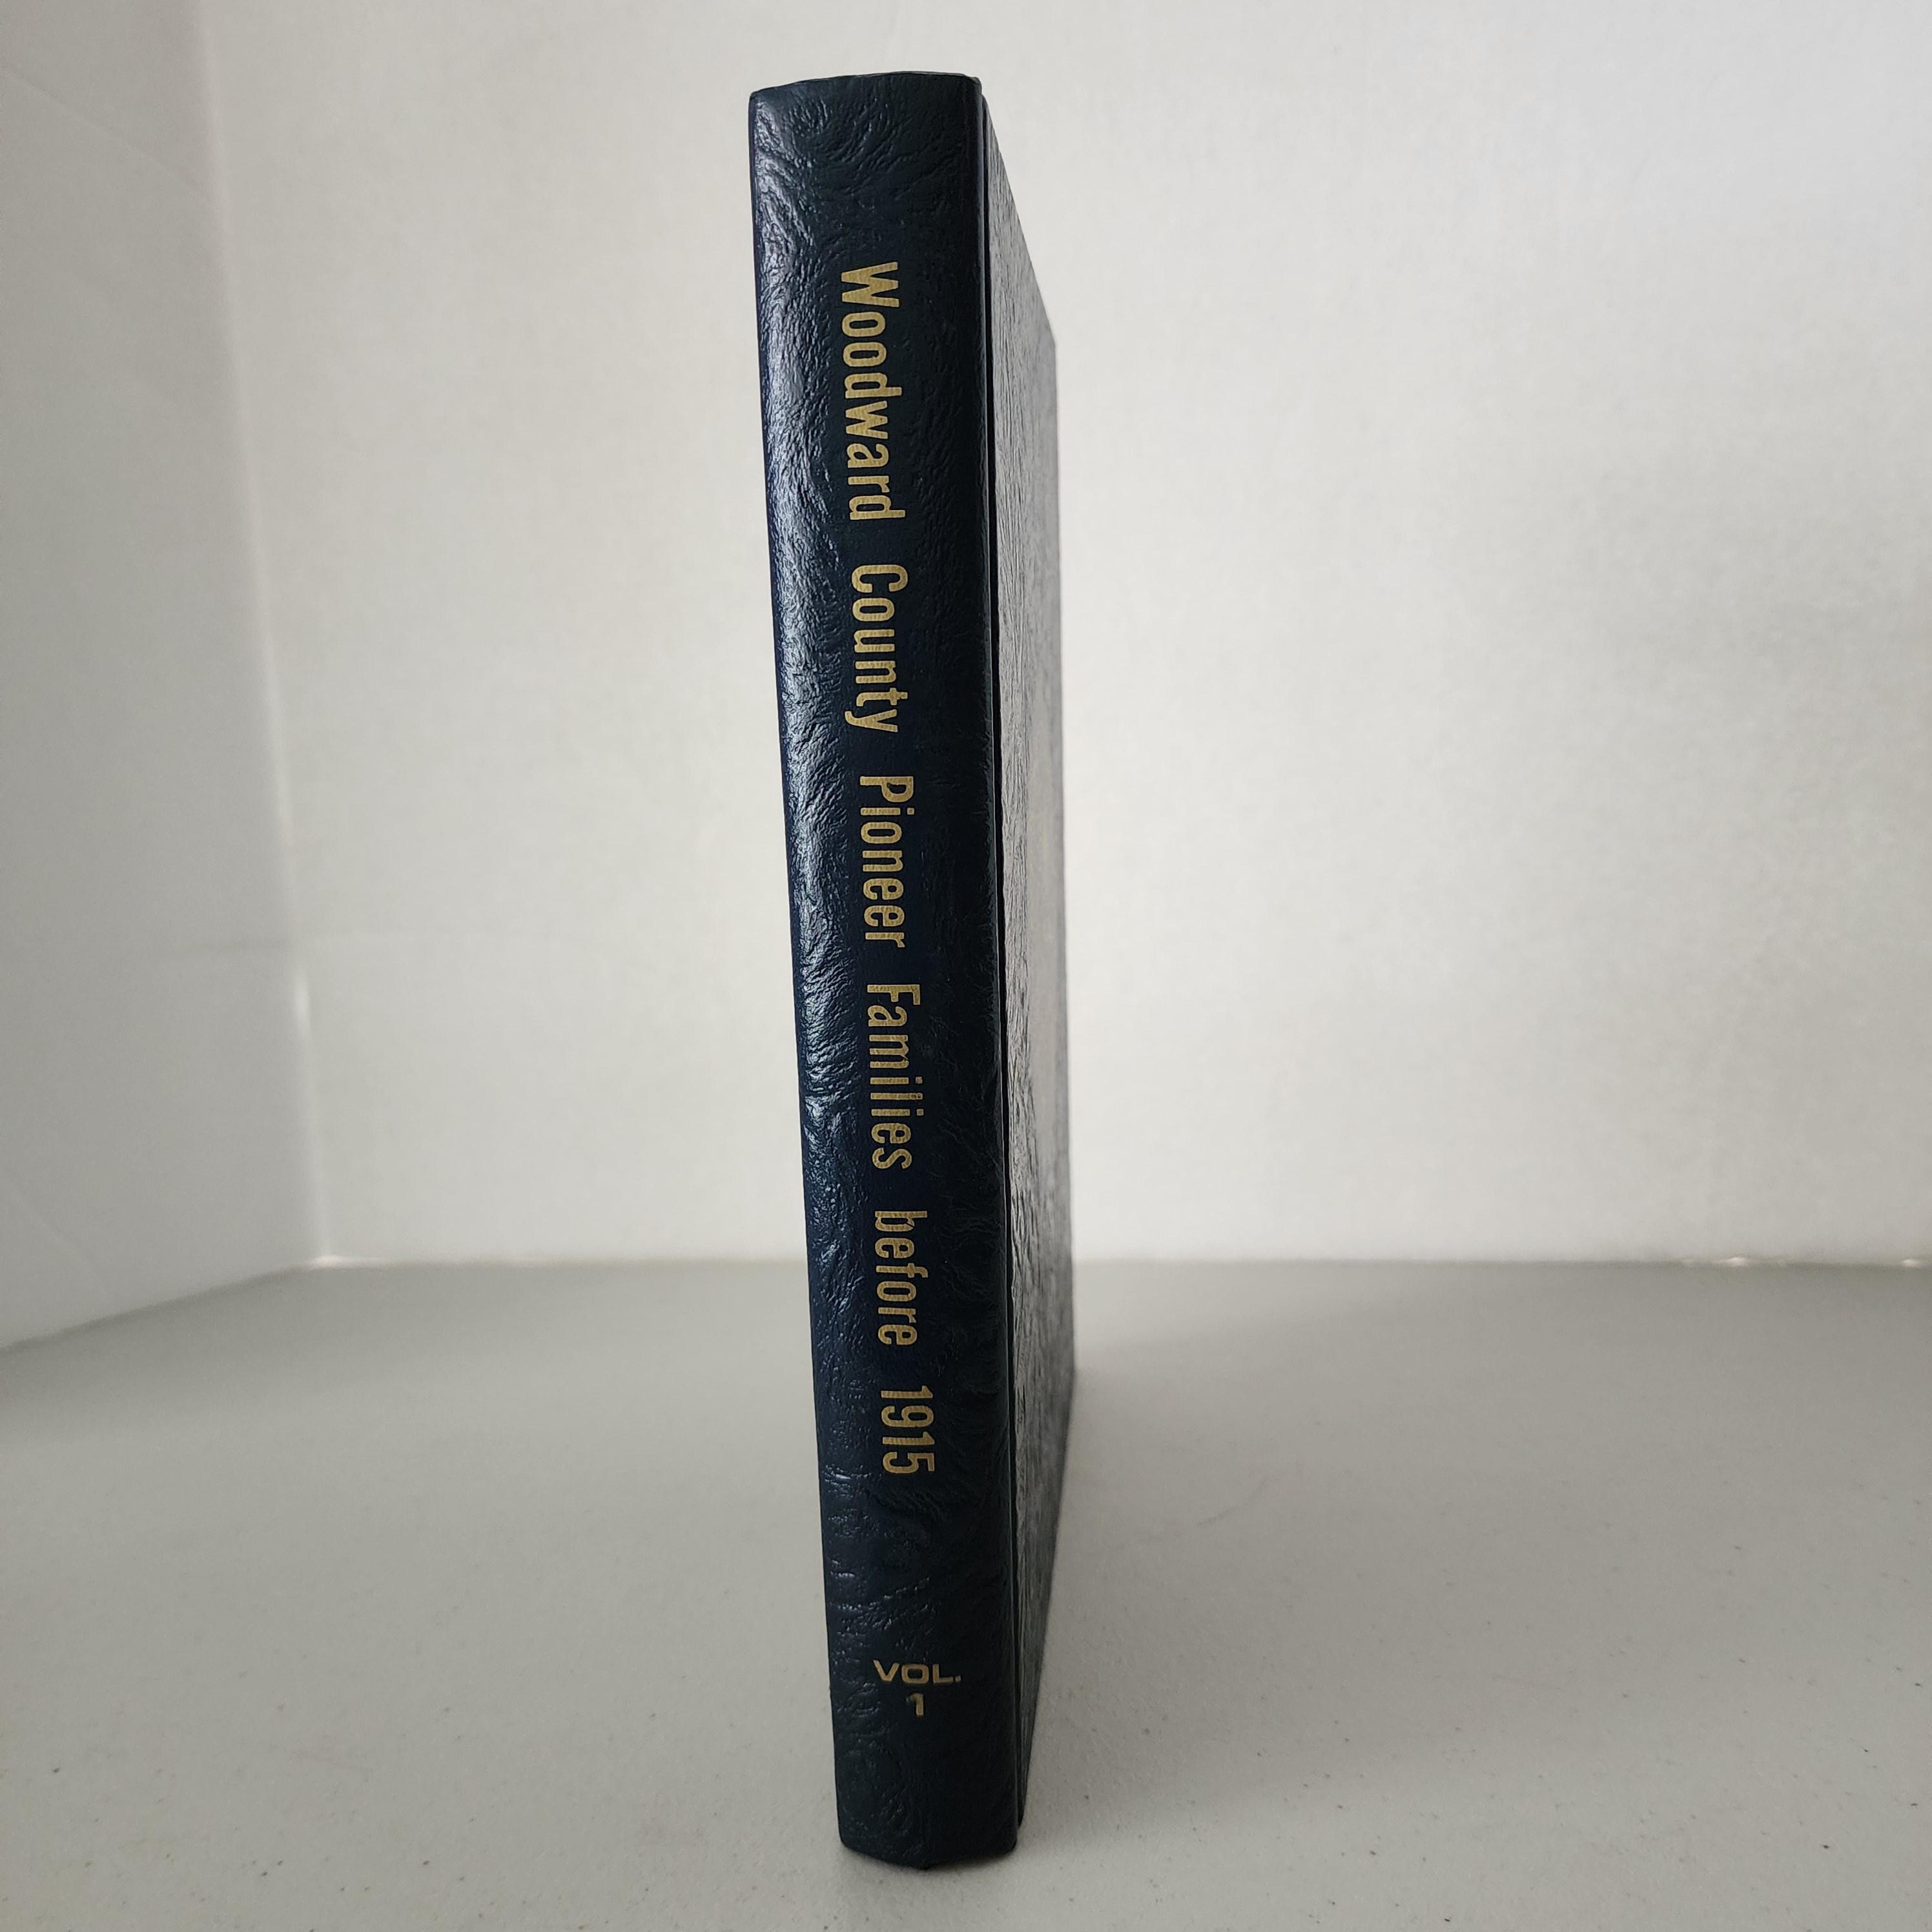 Woodward County Pioneer Families before 1915
VOL.
1